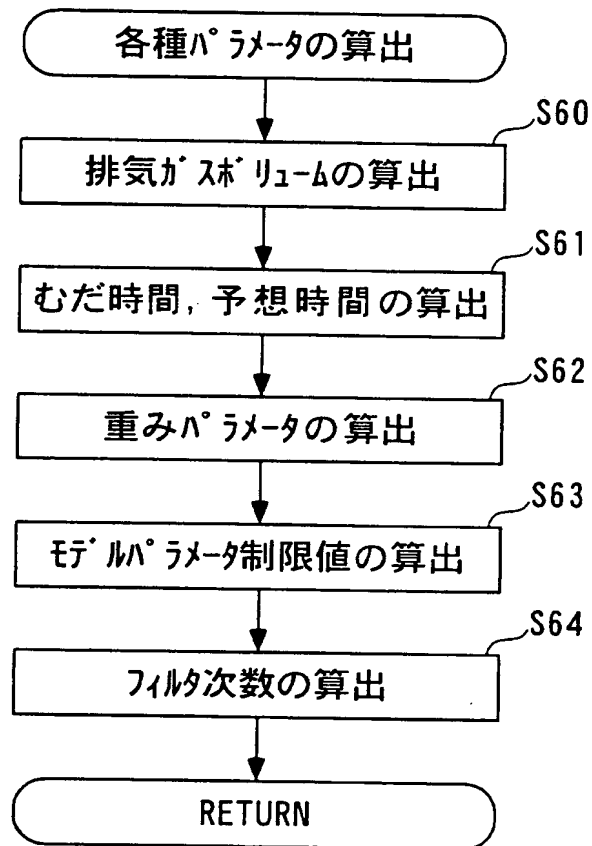 各種ﾊﾟﾗﾒｰﾀの算出
S60
排気ｶﾞｽﾎﾞﾘｭｰﾑの算出
S61
むだ時間, 予想時間の算出
S62
重みﾊﾟﾗﾒｰﾀの算出
S63
ﾓﾃﾞﾙﾊﾟﾗﾒｰﾀ制限値の算出
S64
ﾌｨﾙﾀ次数の算出
RETURN